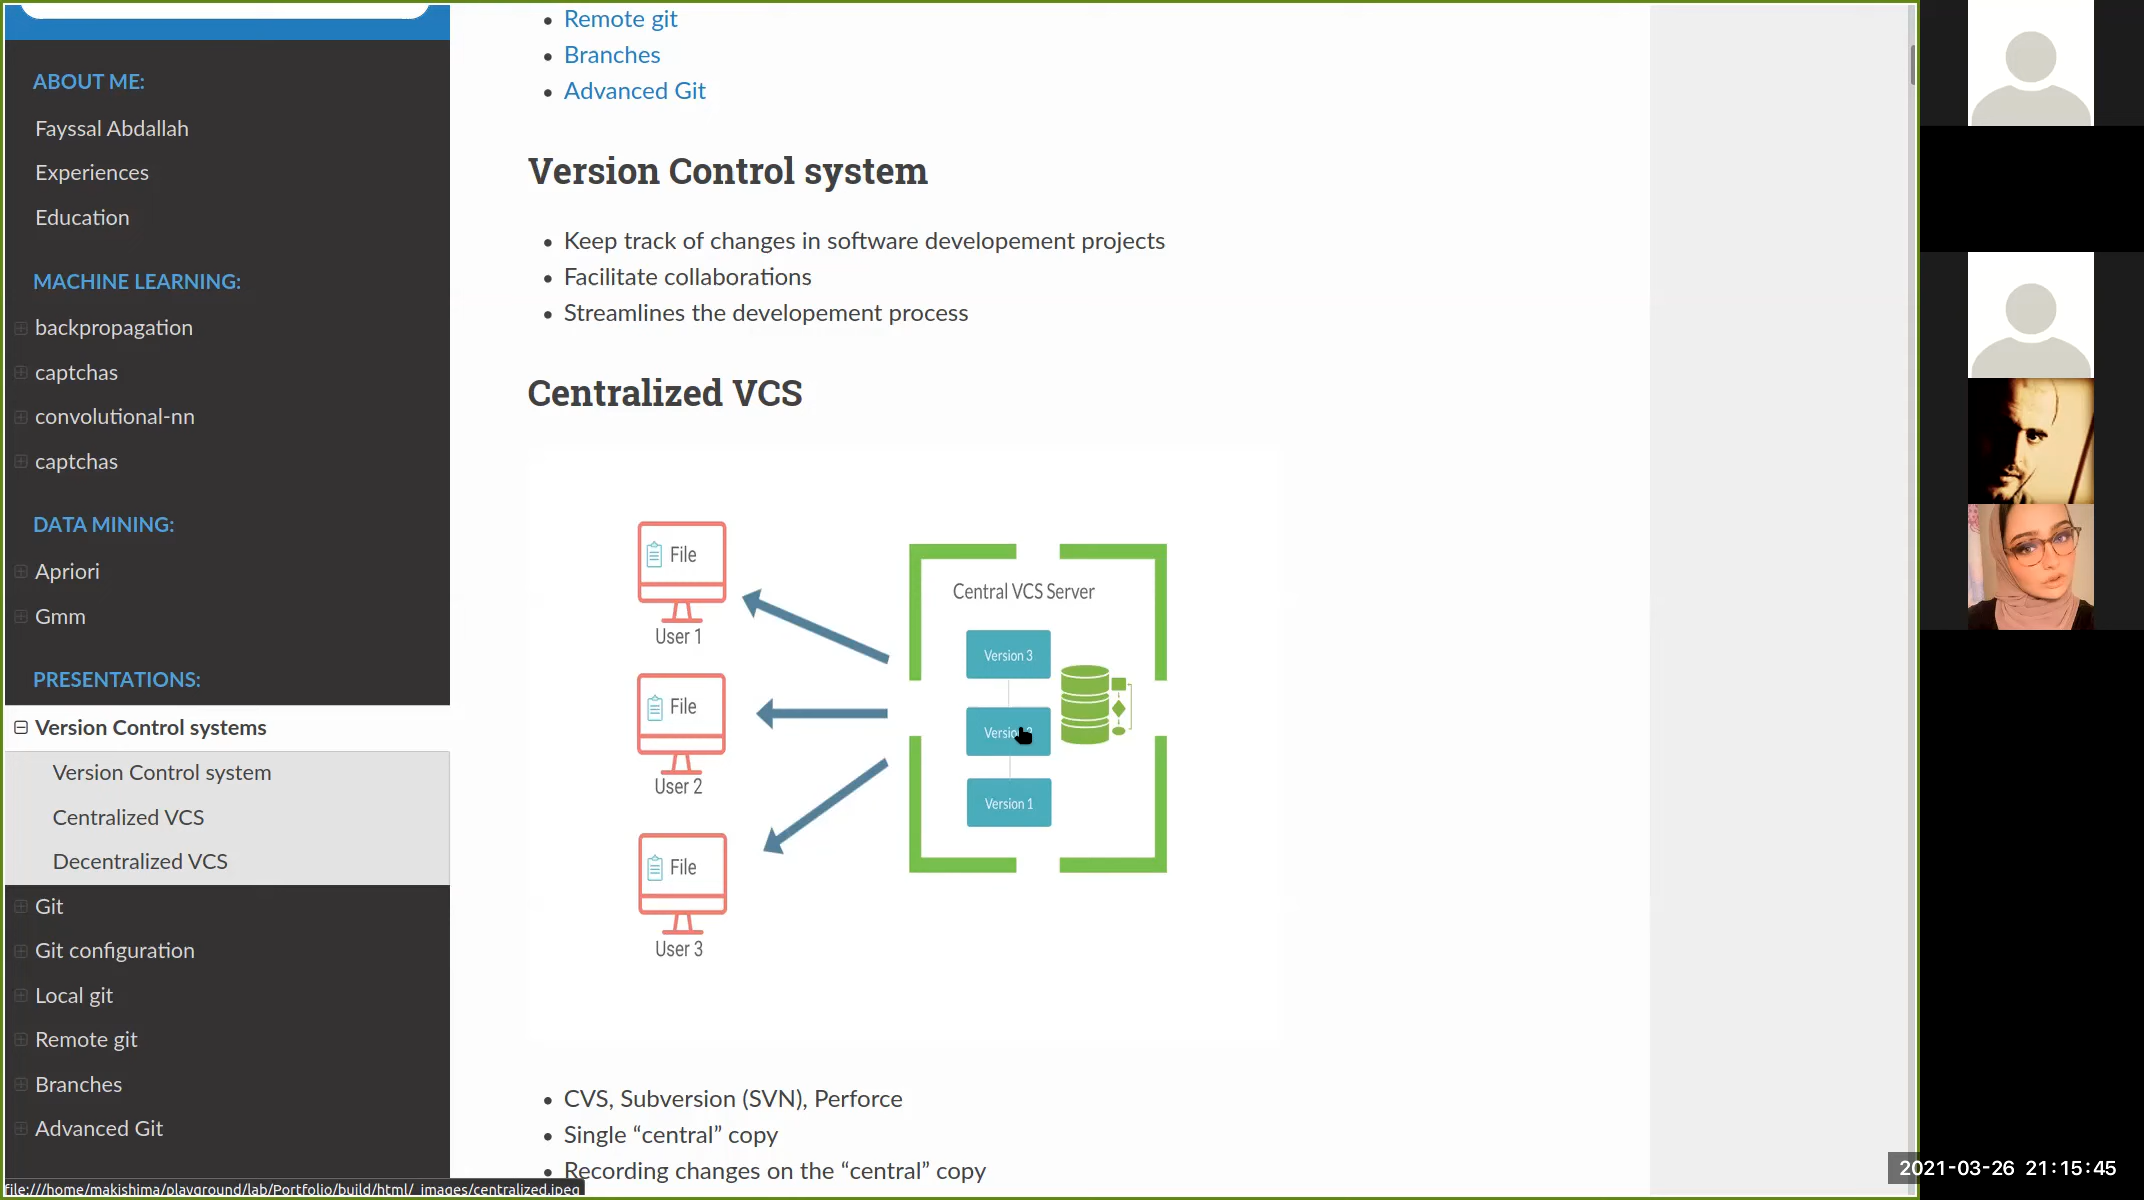 ABOUT ME:
Fayssal Abdallah
Experiences
Education
MACHINE LEARNING:
backpropagation
captchas
convolutional-nn
captchas
DATA MINING:
Apriori
Gmm
PRESENTATIONS:
Version Control systems
Version Control system
Centralized VCS
Decentralized VCS
Git
Git configuration
Local git
Remote git
Branches
Advanced Git
file:///home/makishima/playground/lab/Portfolio/build/html/_images/centralized.jpeg
• Remote git
• Branches
• Advanced Git
Version Control system
• Keep track of changes in software developement projects
• Facilitate collaborations
• Streamlines the developement process
Centralized VCS
File
User 1
File
User 2
File
User 3
Central VCS Server
Version 3
Version 2
Version 1
• CVS, Subversion (SVN), Perforce
• Single “central” copy
• Recording changes on the “central” copy
2021-03-26 21:15:45